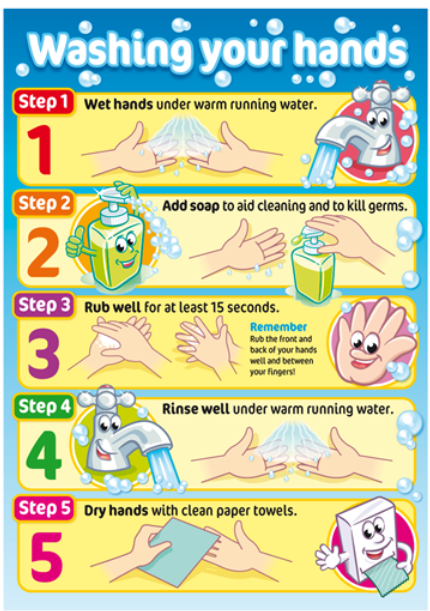 Washing your hands
Step 1
1
Wet hands under warm running water.
Step 2
2
Add soap to aid cleaning and to kill germs.
Step 3
3
Rub well for at least 15 seconds.
Remember
Rub the front and
back of your hands
well and between
your fingers!
Step 4
4
Rinse well under warm running water.
Step 5
5
Dry hands with clean paper towels.